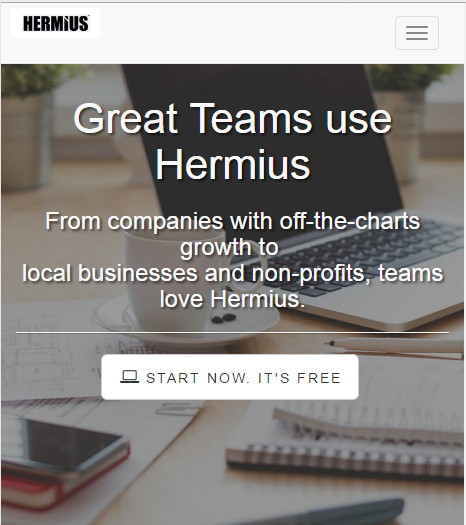 HERMIUS
Great Teams use
Hermius
From companies with off-the-charts
growth to
local businesses and non-profits, teams
love Hermius.
START NOW. IT'S FREE